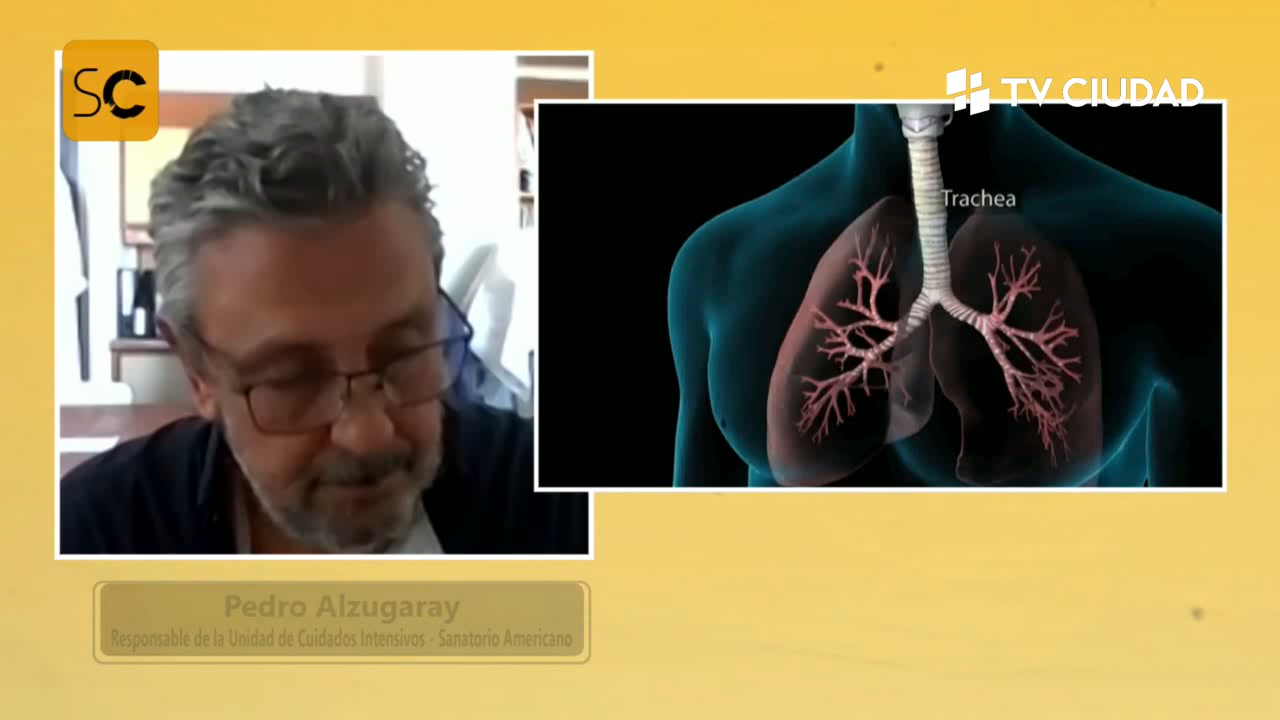 SC
TV CIUDAD
Trachea
Pedro Alzugaray
Responsable de la Unidad de Cuidados Intensivos - Sanatorio Americano